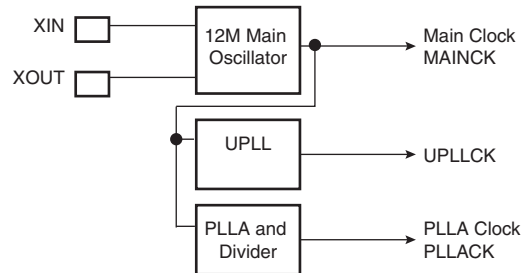 XIN
12M Main
Oscillator
Main Clock
MAINCK
XOUT
UPLL
UPLLCK
PLLA and
Divider
PLLA Clock
PLLACK